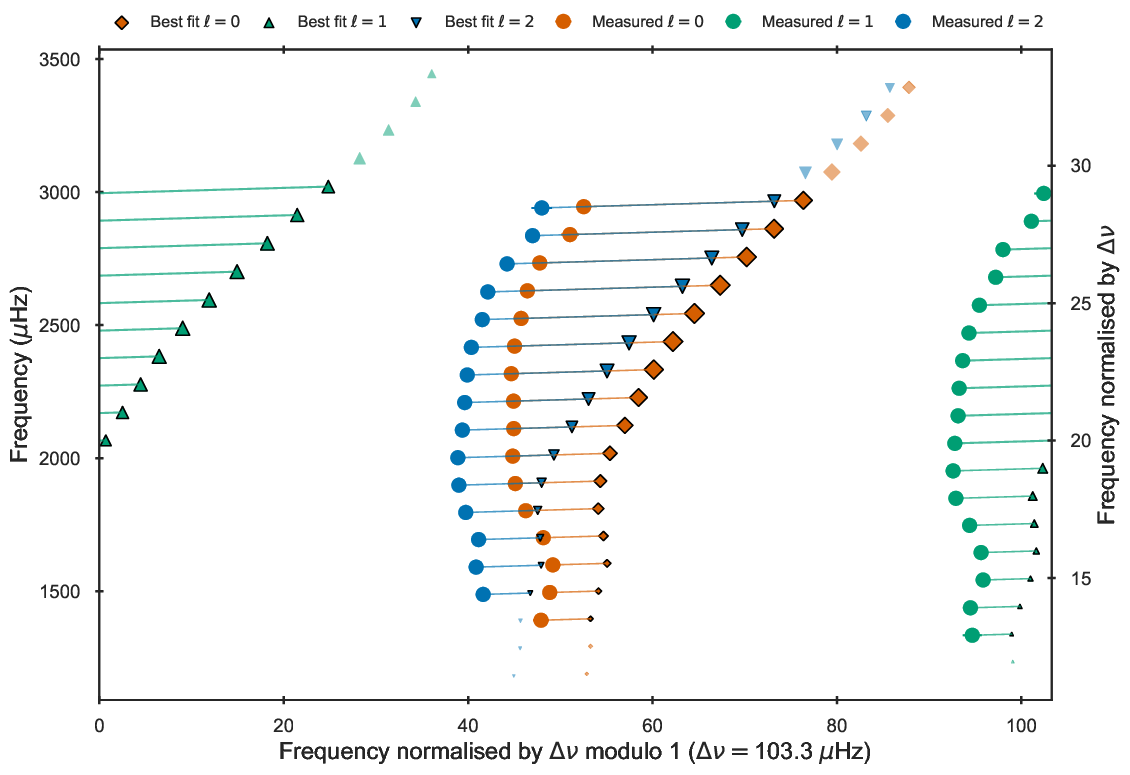 Best fit ℓ = 0 Best fit ℓ = 1 Best fit ℓ = 2 Measured ℓ = 0 Measured ℓ = 1 Measured ℓ = 2
3500
3000
2500
2000
1500
Frequency (μHz)
30
25
20
15
Frequency normalised by Δν
0 20 40 60 80 100
Frequency normalised by Δν modulo 1 (Δν = 103.3 μHz)